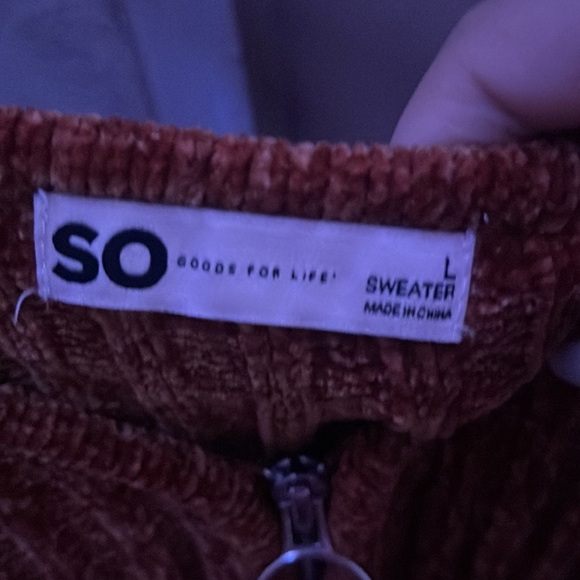 SO GOODS FOR LIFE*
L
SWEATER
MADE IN CHINA